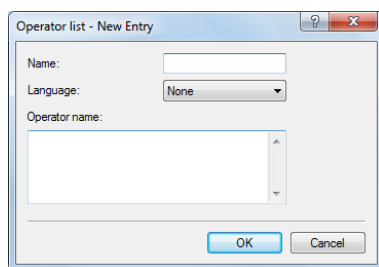 Operator list - New Entry
Name:
Language: None
Operator name:
OK Cancel